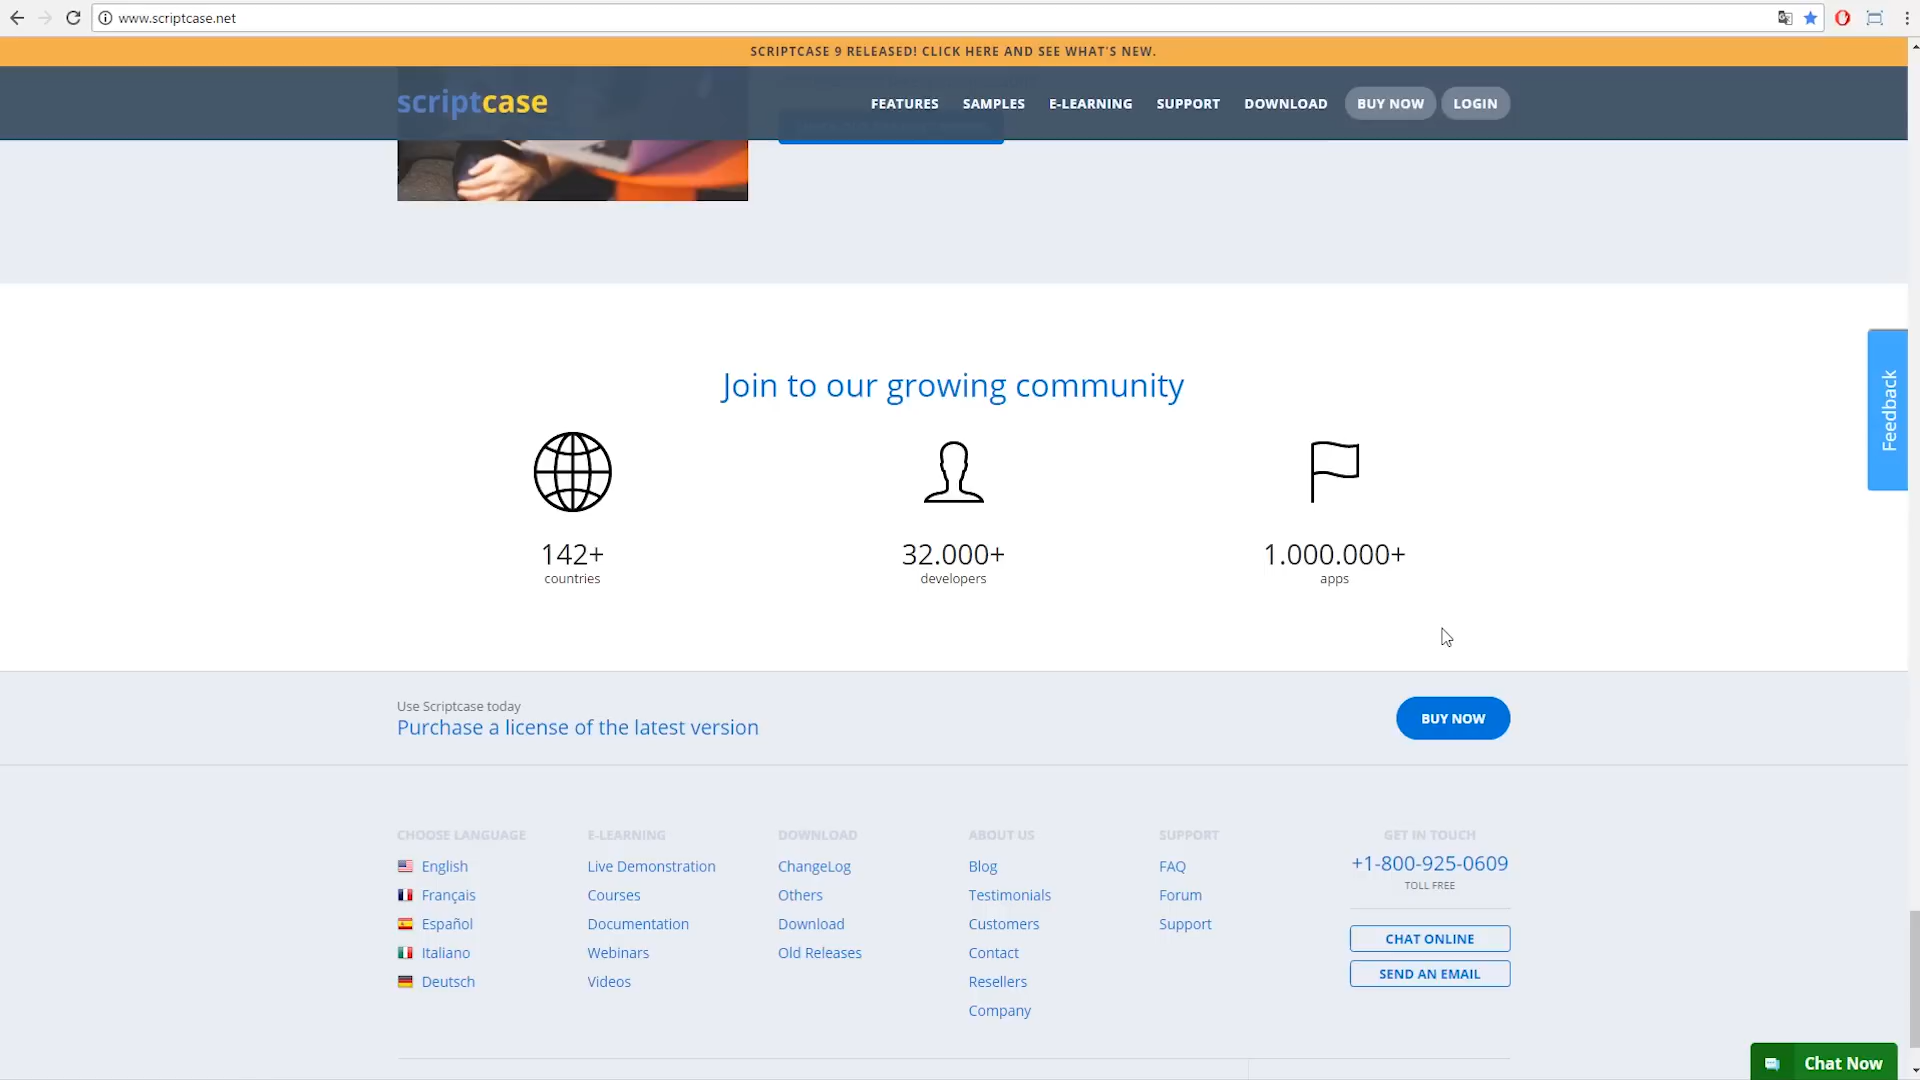 www.scriptcase.net
SCRIPTCASE 9 RELEASED! CLICK HERE AND SEE WHAT'S NEW.
scriptcase
FEATURES SAMPLES E-LEARNING SUPPORT DOWNLOAD BUY NOW LOGIN
Feedback
Join to our growing community
142+ 32.000+ 1.000.000+
countries developers apps
Use Scriptcase today
Purchase a license of the latest version
BUY NOW
CHOOSE LANGUAGE
English
Français
Español
Italiano
Deutsch
E-LEARNING
Live Demonstration
Courses
Documentation
Webinars
Videos
DOWNLOAD
ChangeLog
Others
Download
Old Releases
ABOUT US
Blog
Testimonials
Customers
Contact
Resellers
Company
SUPPORT
FAQ
Forum
Support
GET IN TOUCH
+1-800-925-0609
TOLL FREE
CHAT ONLINE
SEND AN EMAIL
Chat Now